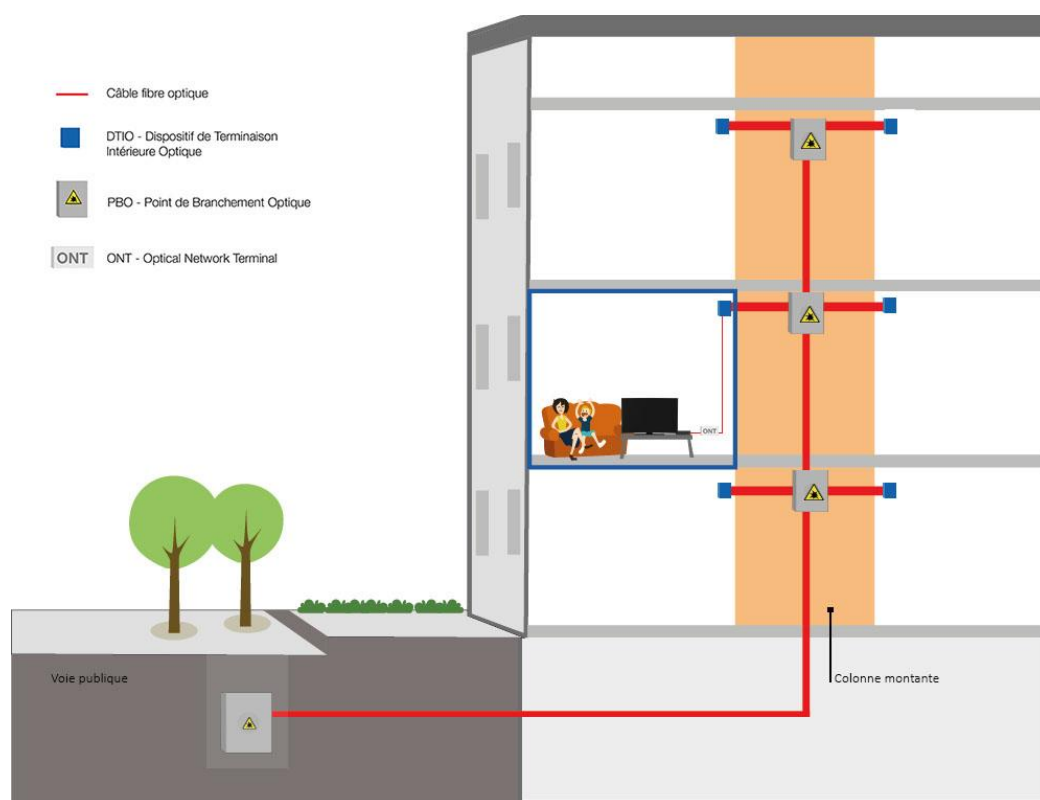 Câble fibre optique
DTIO - Dispositif de Terminaison
Intérieure Optique
PBO - Point de Branchement Optique
ONT
ONT - Optical Network Terminal
ONT
Voie publique
Colonne montante